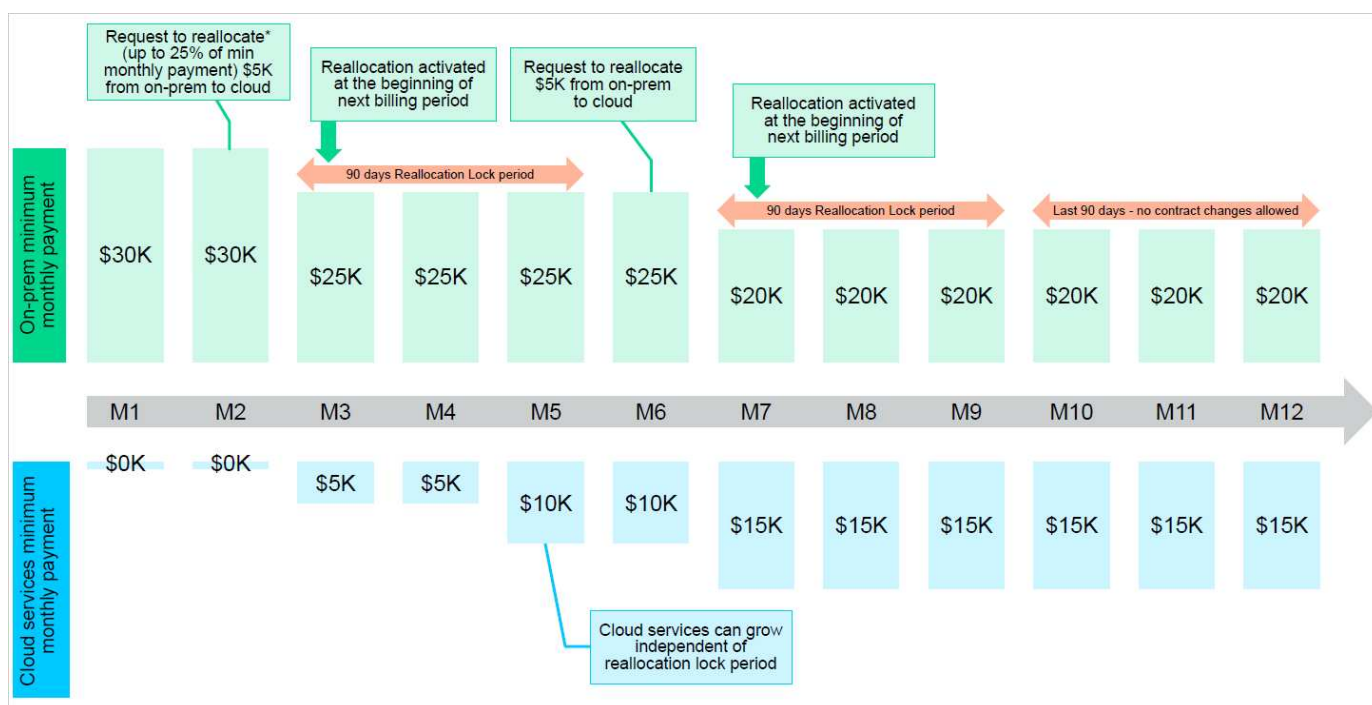 Request to reallocate*
(up to 25% of min
monthly payment) $5K
from on-prem to cloud
Reallocation activated
at the beginning of
next billing period
Request to reallocate
$5K from on-prem
to cloud
Reallocation activated
at the beginning of
next billing period
On-prem minimum
monthly payment
90 days Reallocation Lock period
90 days Reallocation Lock period
Last 90 days - no contract changes allowed
$30K $30K $25K $25K $25K $25K $20K $20K $20K $20K $20K $20K
M1 M2 M3 M4 M5 M6 M7 M8 M9 M10 M11 M12
Cloud services minimum
monthly payment
$0K $0K $5K $5K $10K $10K $15K $15K $15K $15K $15K $15K
Cloud services can grow
independent of
reallocation lock period